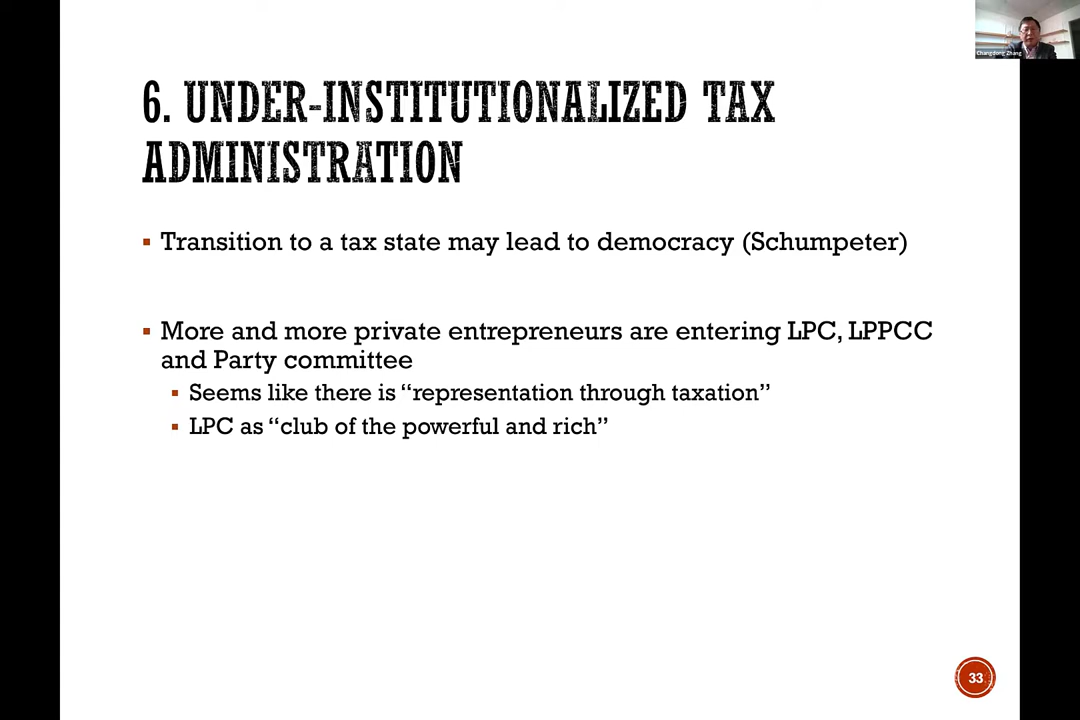 Changdong Zhang
6. UNDER-INSTITUTIONALIZED TAX
ADMINISTRATION
▪ Transition to a tax state may lead to democracy (Schumpeter)
▪ More and more private entrepreneurs are entering LPC, LPPCC
and Party committee
▪ Seems like there is “representation through taxation”
▪ LPC as “club of the powerful and rich”
33